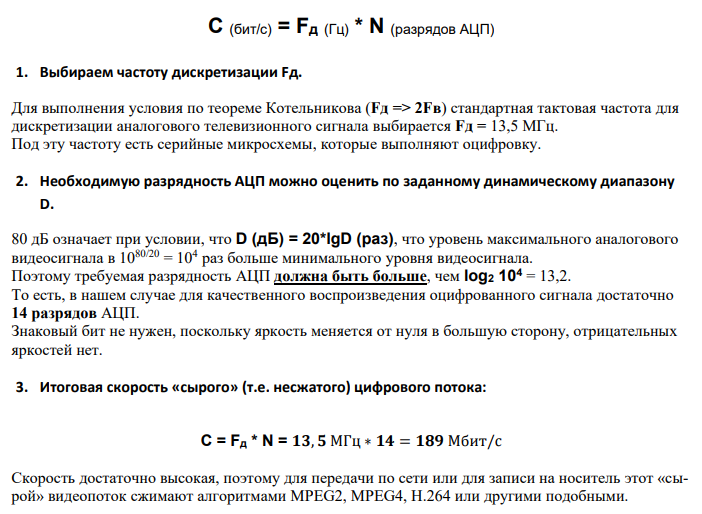 C (бит/с) = Fд (Гц) * N (разрядов АЦП)
1. Выбираем частоту дискретизации Fд.
Для выполнения условия по теореме Котельникова (Fд => 2Fв) стандартная тактовая частота для
дискретизации аналогового телевизионного сигнала выбирается Fд = 13,5 МГц.
Под эту частоту есть серийные микросхемы, которые выполняют оцифровку.
2. Необходимую разрядность АЦП можно оценить по заданному динамическому диапазону
D.
80 дБ означает при условии, что D (дБ) = 20*lgD (раз), что уровень максимального аналогового
видеосигнала в 10^80/20 = 10^4 раз больше минимального уровня видеосигнала.
Поэтому требуемая разрядность АЦП должна быть больше, чем log₂ 10⁴ = 13,2.
То есть, в нашем случае для качественного воспроизведения оцифрованного сигнала достаточно
14 разрядов АЦП.
Знаковый бит не нужен, поскольку яркость меняется от нуля в большую сторону, отрицательных
яркостей нет.
3. Итоговая скорость «сырого» (т.е. несжатого) цифрового потока:
C = Fд * N = 13, 5 МГц * 14 = 189 Мбит/с
Скорость достаточно высокая, поэтому для передачи по сети или для записи на носитель этот «сы-
рой» видеопоток сжимают алгоритмами MPEG2, MPEG4, H.264 или другими подобными.